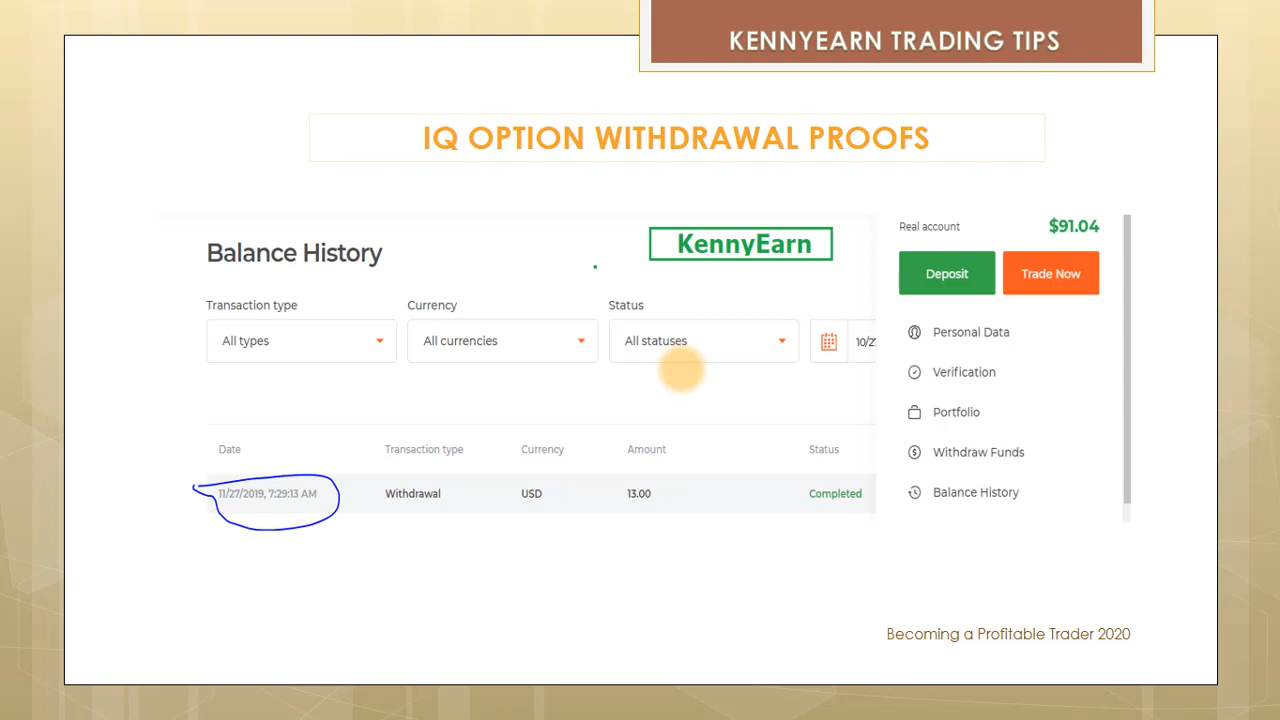 KENNYEARN TRADING TIPS
IQ OPTION WITHDRAWAL PROOFS
Balance History
KennyEarn
Real account $91.04
Deposit Trade Now
Transaction type Currency Status
All types All currencies All statuses 10/27
Personal Data
Verification
Portfolio
Withdraw Funds
Balance History
Date Transaction type Currency Amount Status
11/27/2019, 7:29:13 AM Withdrawal USD 13.00 Completed
Becoming a Profitable Trader 2020